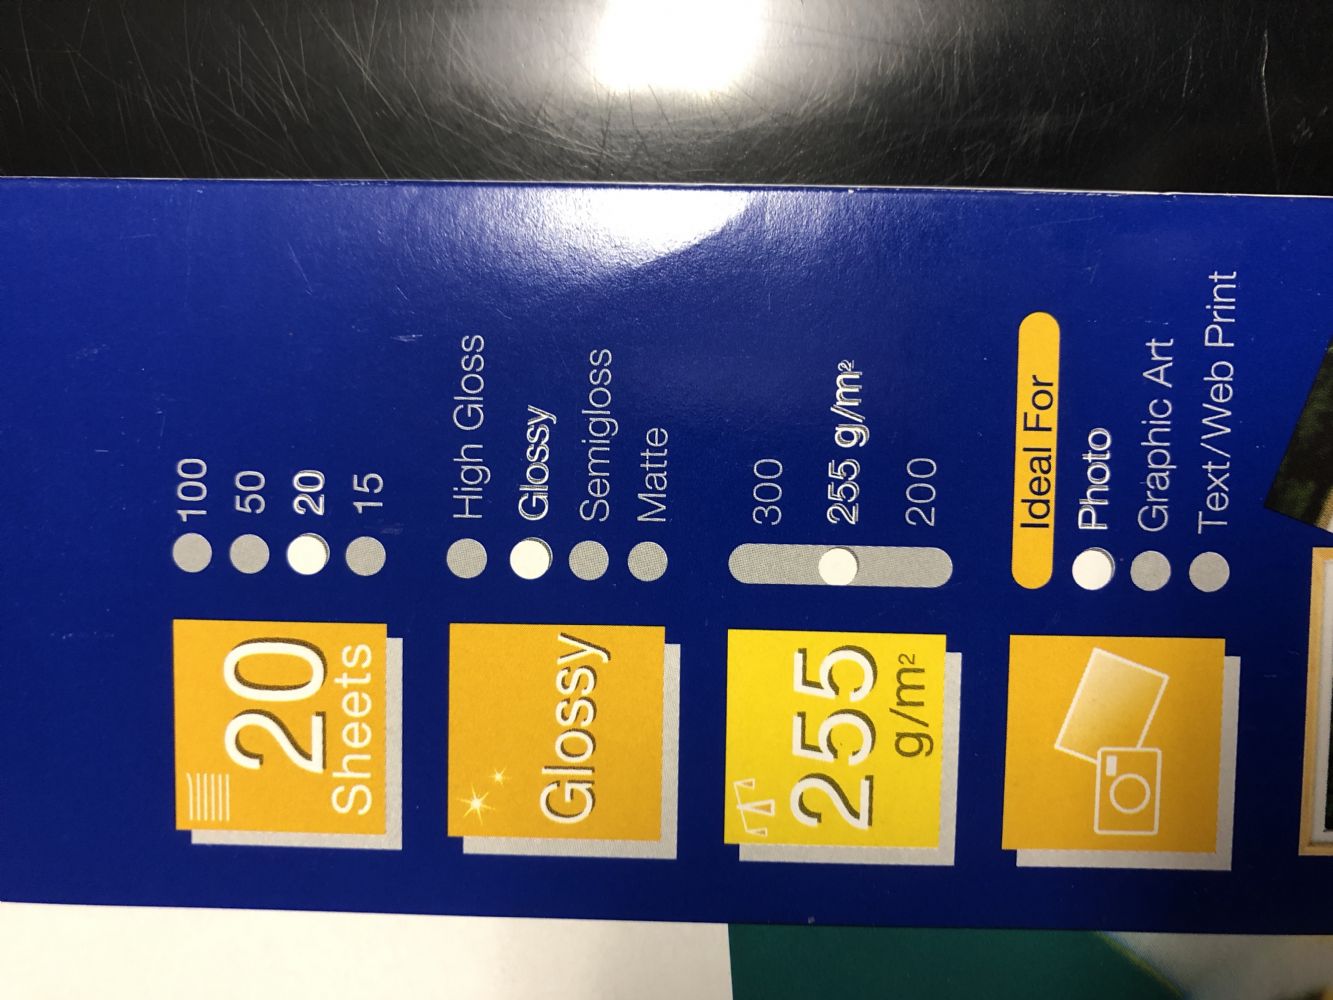 20
Sheets
100
50
20
15
Glossy
High Gloss
Glossy
Semigloss
Matte
255
g/m²
300
255 g/m²
200
Ideal For
Photo
Graphic Art
Text/Web Print